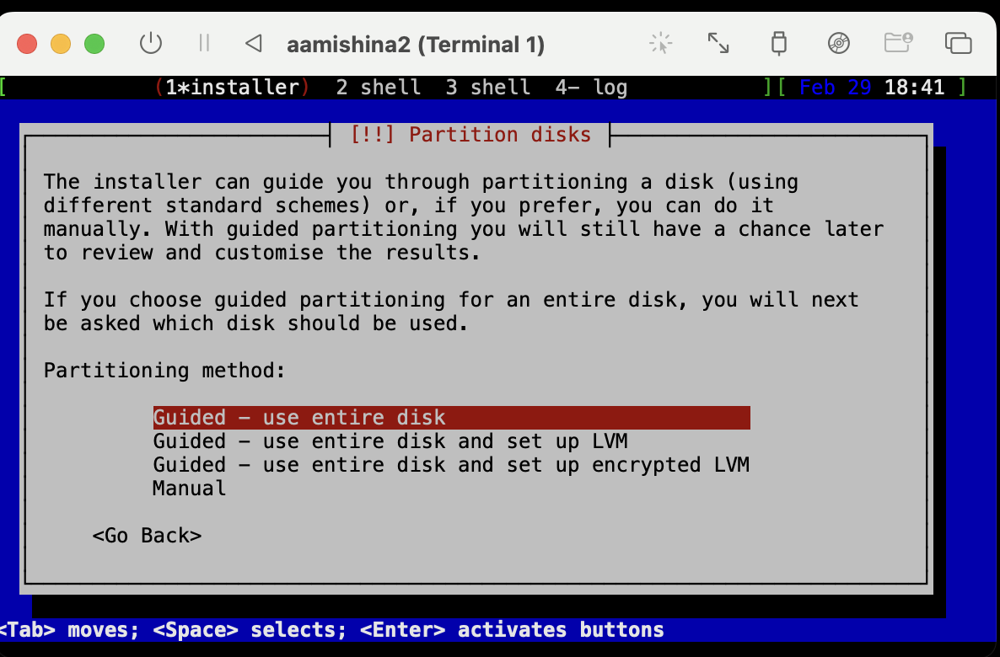 aamishina2 (Terminal 1)
[ (1*installer) 2 shell 3 shell 4- log ][ Feb 29 18:41 ]
[!!] Partition disks
The installer can guide you through partitioning a disk (using
different standard schemes) or, if you prefer, you can do it
manually. With guided partitioning you will still have a chance later
to review and customise the results.
If you choose guided partitioning for an entire disk, you will next
be asked which disk should be used.
Partitioning method:
Guided - use entire disk
Guided - use entire disk and set up LVM
Guided - use entire disk and set up encrypted LVM
Manual
<Go Back>
<Tab> moves; <Space> selects; <Enter> activates buttons